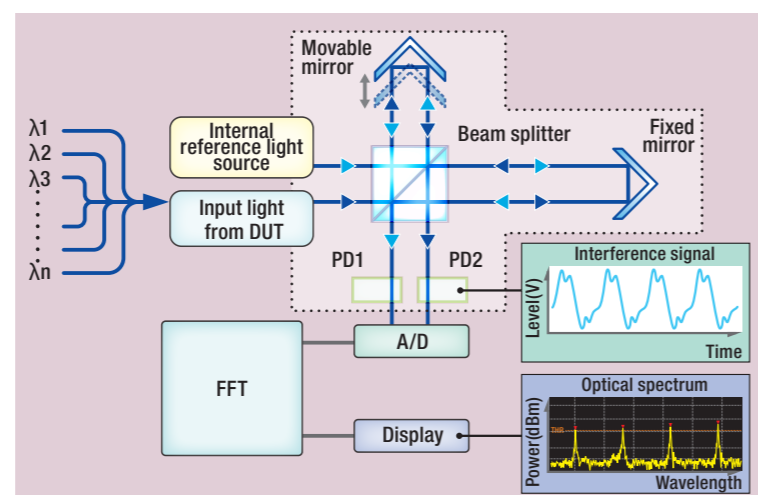 Movable
mirror
Beam splitter
Fixed
mirror
λ1
λ2
λ3
λn
Internal
reference light
source
Input light
from DUT
PD1
PD2
Interference signal
Level(V)
Time
A/D
FFT
Display
Optical spectrum
THR
Power(dBm)
Wavelength